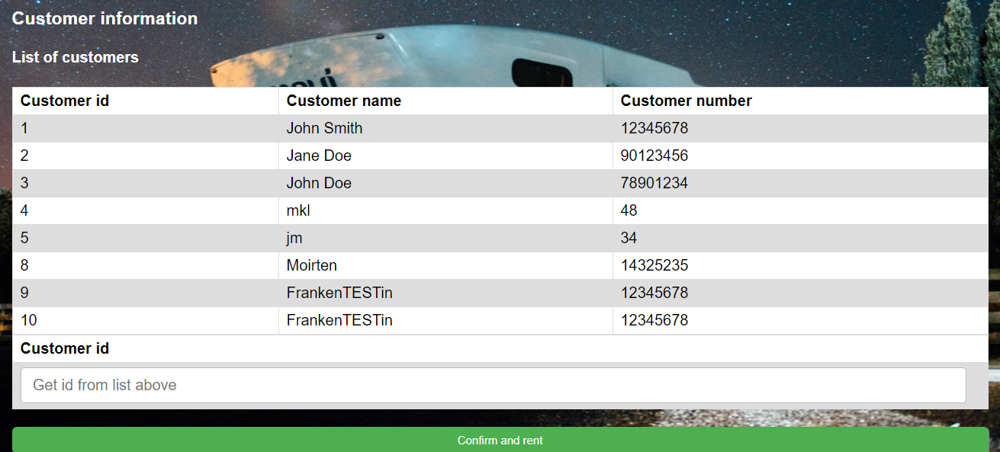 Customer information
List of customers
Customer id Customer name Customer number
1 John Smith 12345678
2 Jane Doe 90123456
3 John Doe 78901234
4 mkl 48
5 jm 34
8 Moirten 14325235
9 FrankenTESTin 12345678
10 FrankenTESTin 12345678
Customer id
Get id from list above
Confirm and rent